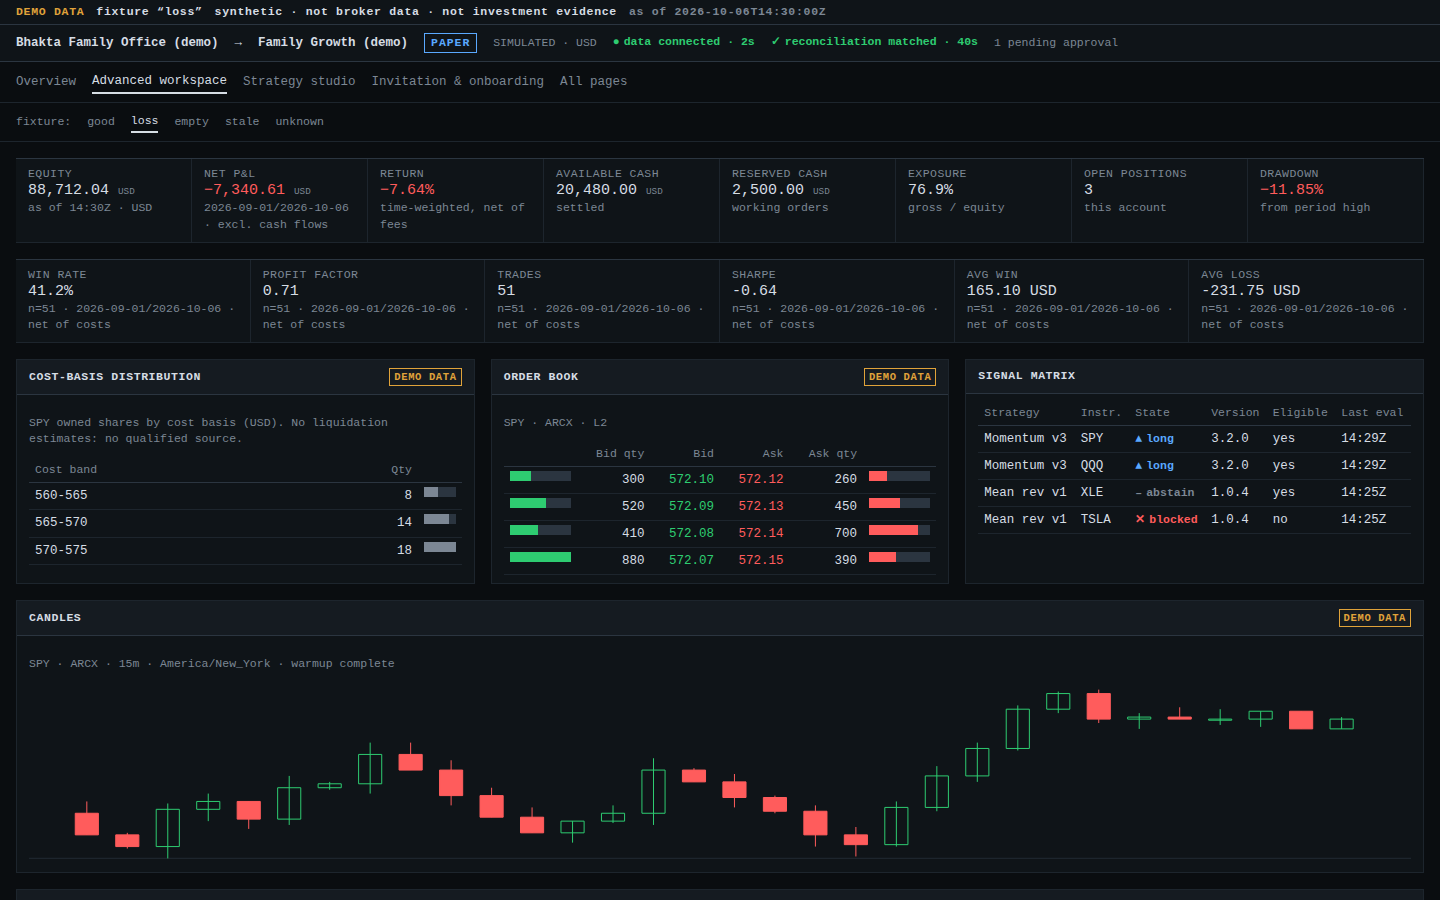 DEMO DATA fixture “loss” synthetic · not broker data · not investment evidence as of 2026-10-06T14:30:00Z
Bhakta Family Office (demo) → Family Growth (demo) PAPER SIMULATED · USD ● data connected · 2s ✓ reconciliation matched · 40s 1 pending approval
Overview Advanced workspace Strategy studio Invitation & onboarding All pages
fixture: good loss empty stale unknown
EQUITY NET P&L RETURN AVAILABLE CASH RESERVED CASH EXPOSURE OPEN POSITIONS DRAWDOWN
88,712.04 USD −7,340.61 USD −7.64% 20,480.00 USD 2,500.00 USD 76.9% 3 −11.85%
as of 14:30Z · USD 2026-09-01/2026-10-06 time-weighted, net of settled working orders gross / equity this account from period high
· excl. cash flows fees
WIN RATE PROFIT FACTOR TRADES SHARPE AVG WIN AVG LOSS
41.2% 0.71 51 -0.64 165.10 USD -231.75 USD
n=51 · 2026-09-01/2026-10-06 · n=51 · 2026-09-01/2026-10-06 · n=51 · 2026-09-01/2026-10-06 · n=51 · 2026-09-01/2026-10-06 · n=51 · 2026-09-01/2026-10-06 · n=51 · 2026-09-01/2026-10-06 ·
net of costs net of costs net of costs net of costs net of costs net of costs
COST-BASIS DISTRIBUTION DEMO DATA
SPY owned shares by cost basis (USD). No liquidation
estimates: no qualified source.
Cost band Qty
560-565 8
565-570 14
570-575 18
ORDER BOOK DEMO DATA
SPY · ARCX · L2
Bid qty Bid Ask Ask qty
300 572.10 572.12 260
520 572.09 572.13 450
410 572.08 572.14 700
880 572.07 572.15 390
SIGNAL MATRIX
Strategy Instr. State Version Eligible Last eval
Momentum v3 SPY ▲ long 3.2.0 yes 14:29Z
Momentum v3 QQQ ▲ long 3.2.0 yes 14:29Z
Mean rev v1 XLE – abstain 1.0.4 yes 14:25Z
Mean rev v1 TSLA ✕ blocked 1.0.4 no 14:25Z
CANDLES DEMO DATA
SPY · ARCX · 15m · America/New_York · warmup complete